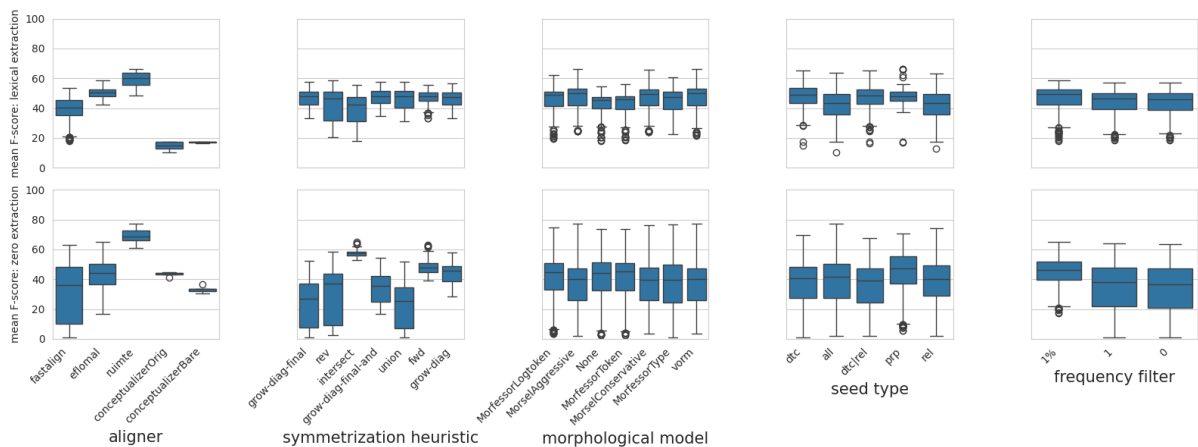 mean F-score: lexical extraction
100
80
60
40
20
0
mean F-score: zero extraction
100
80
60
40
20
0
fastalign
eflomal
ruimte
conceptualizerOrig
conceptualizerBare
aligner
grow-diag-final
rev
intersect
grow-diag-final-and
union
fwd
grow-diag
symmetrization heuristic
MorfessorLogtoken
MorselAggressive
None
MorfessorToken
MorselConservative
MorfessorType
vorm
morphological model
dtc
all
dtc|rel
prp
rel
seed type
1%
1
0
frequency filter